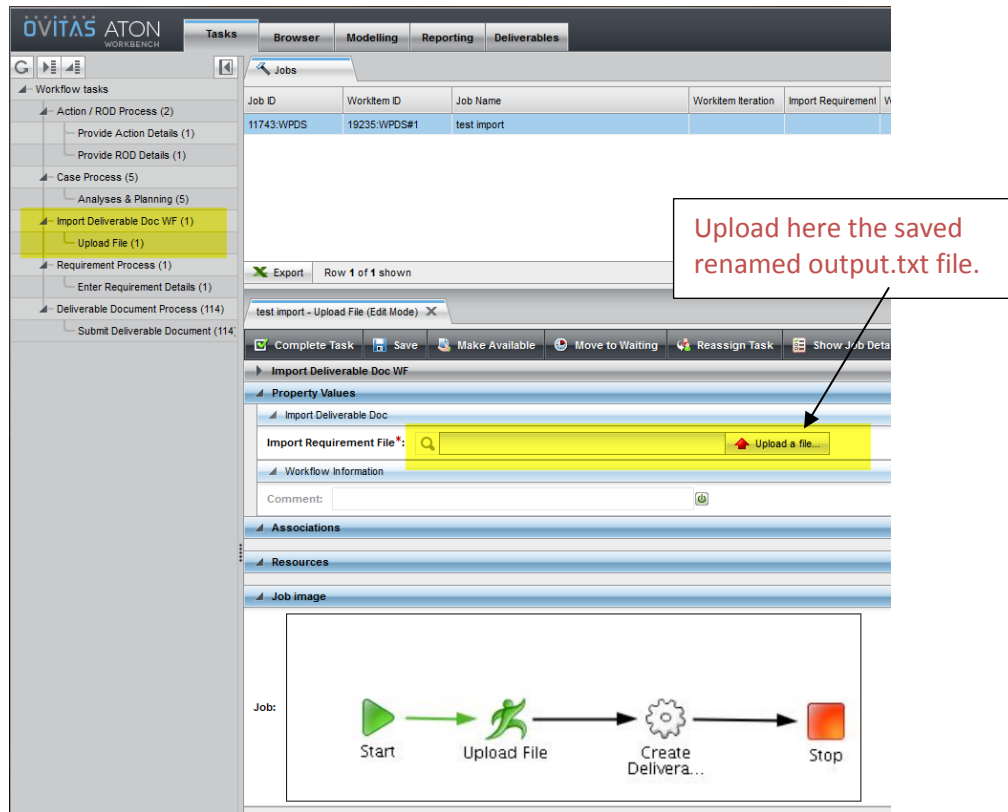 ÖVITAS ATON
WORKBENCH
Tasks
Browser
Modelling
Reporting
Deliverables
Workflow tasks
Action / ROD Process (2)
Provide Action Details (1)
Provide ROD Details (1)
Case Process (5)
Analyses & Planning (5)
Import Deliverable Doc WF (1)
Upload File (1)
Requirement Process (1)
Enter Requirement Details (1)
Deliverable Document Process (114)
Submit Deliverable Document (114
Jobs
Job ID WorkItem ID Job Name Workitem Iteration Import Requirement W
11743:WPDS 19235:WPDS#1 test import
Upload here the saved
renamed output.txt file.
Export Row 1 of 1 shown
test import - Upload File (Edit Mode) X
Complete Task Save Make Available Move to Waiting Reassign Task Show Job Deta
Import Deliverable Doc WF
Property Values
Import Deliverable Doc
Import Requirement File*: Upload a file...
Workflow Information
Comment:
Associations
Resources
Job image
Job:
Start
Upload File
Create
Delivera...
Stop